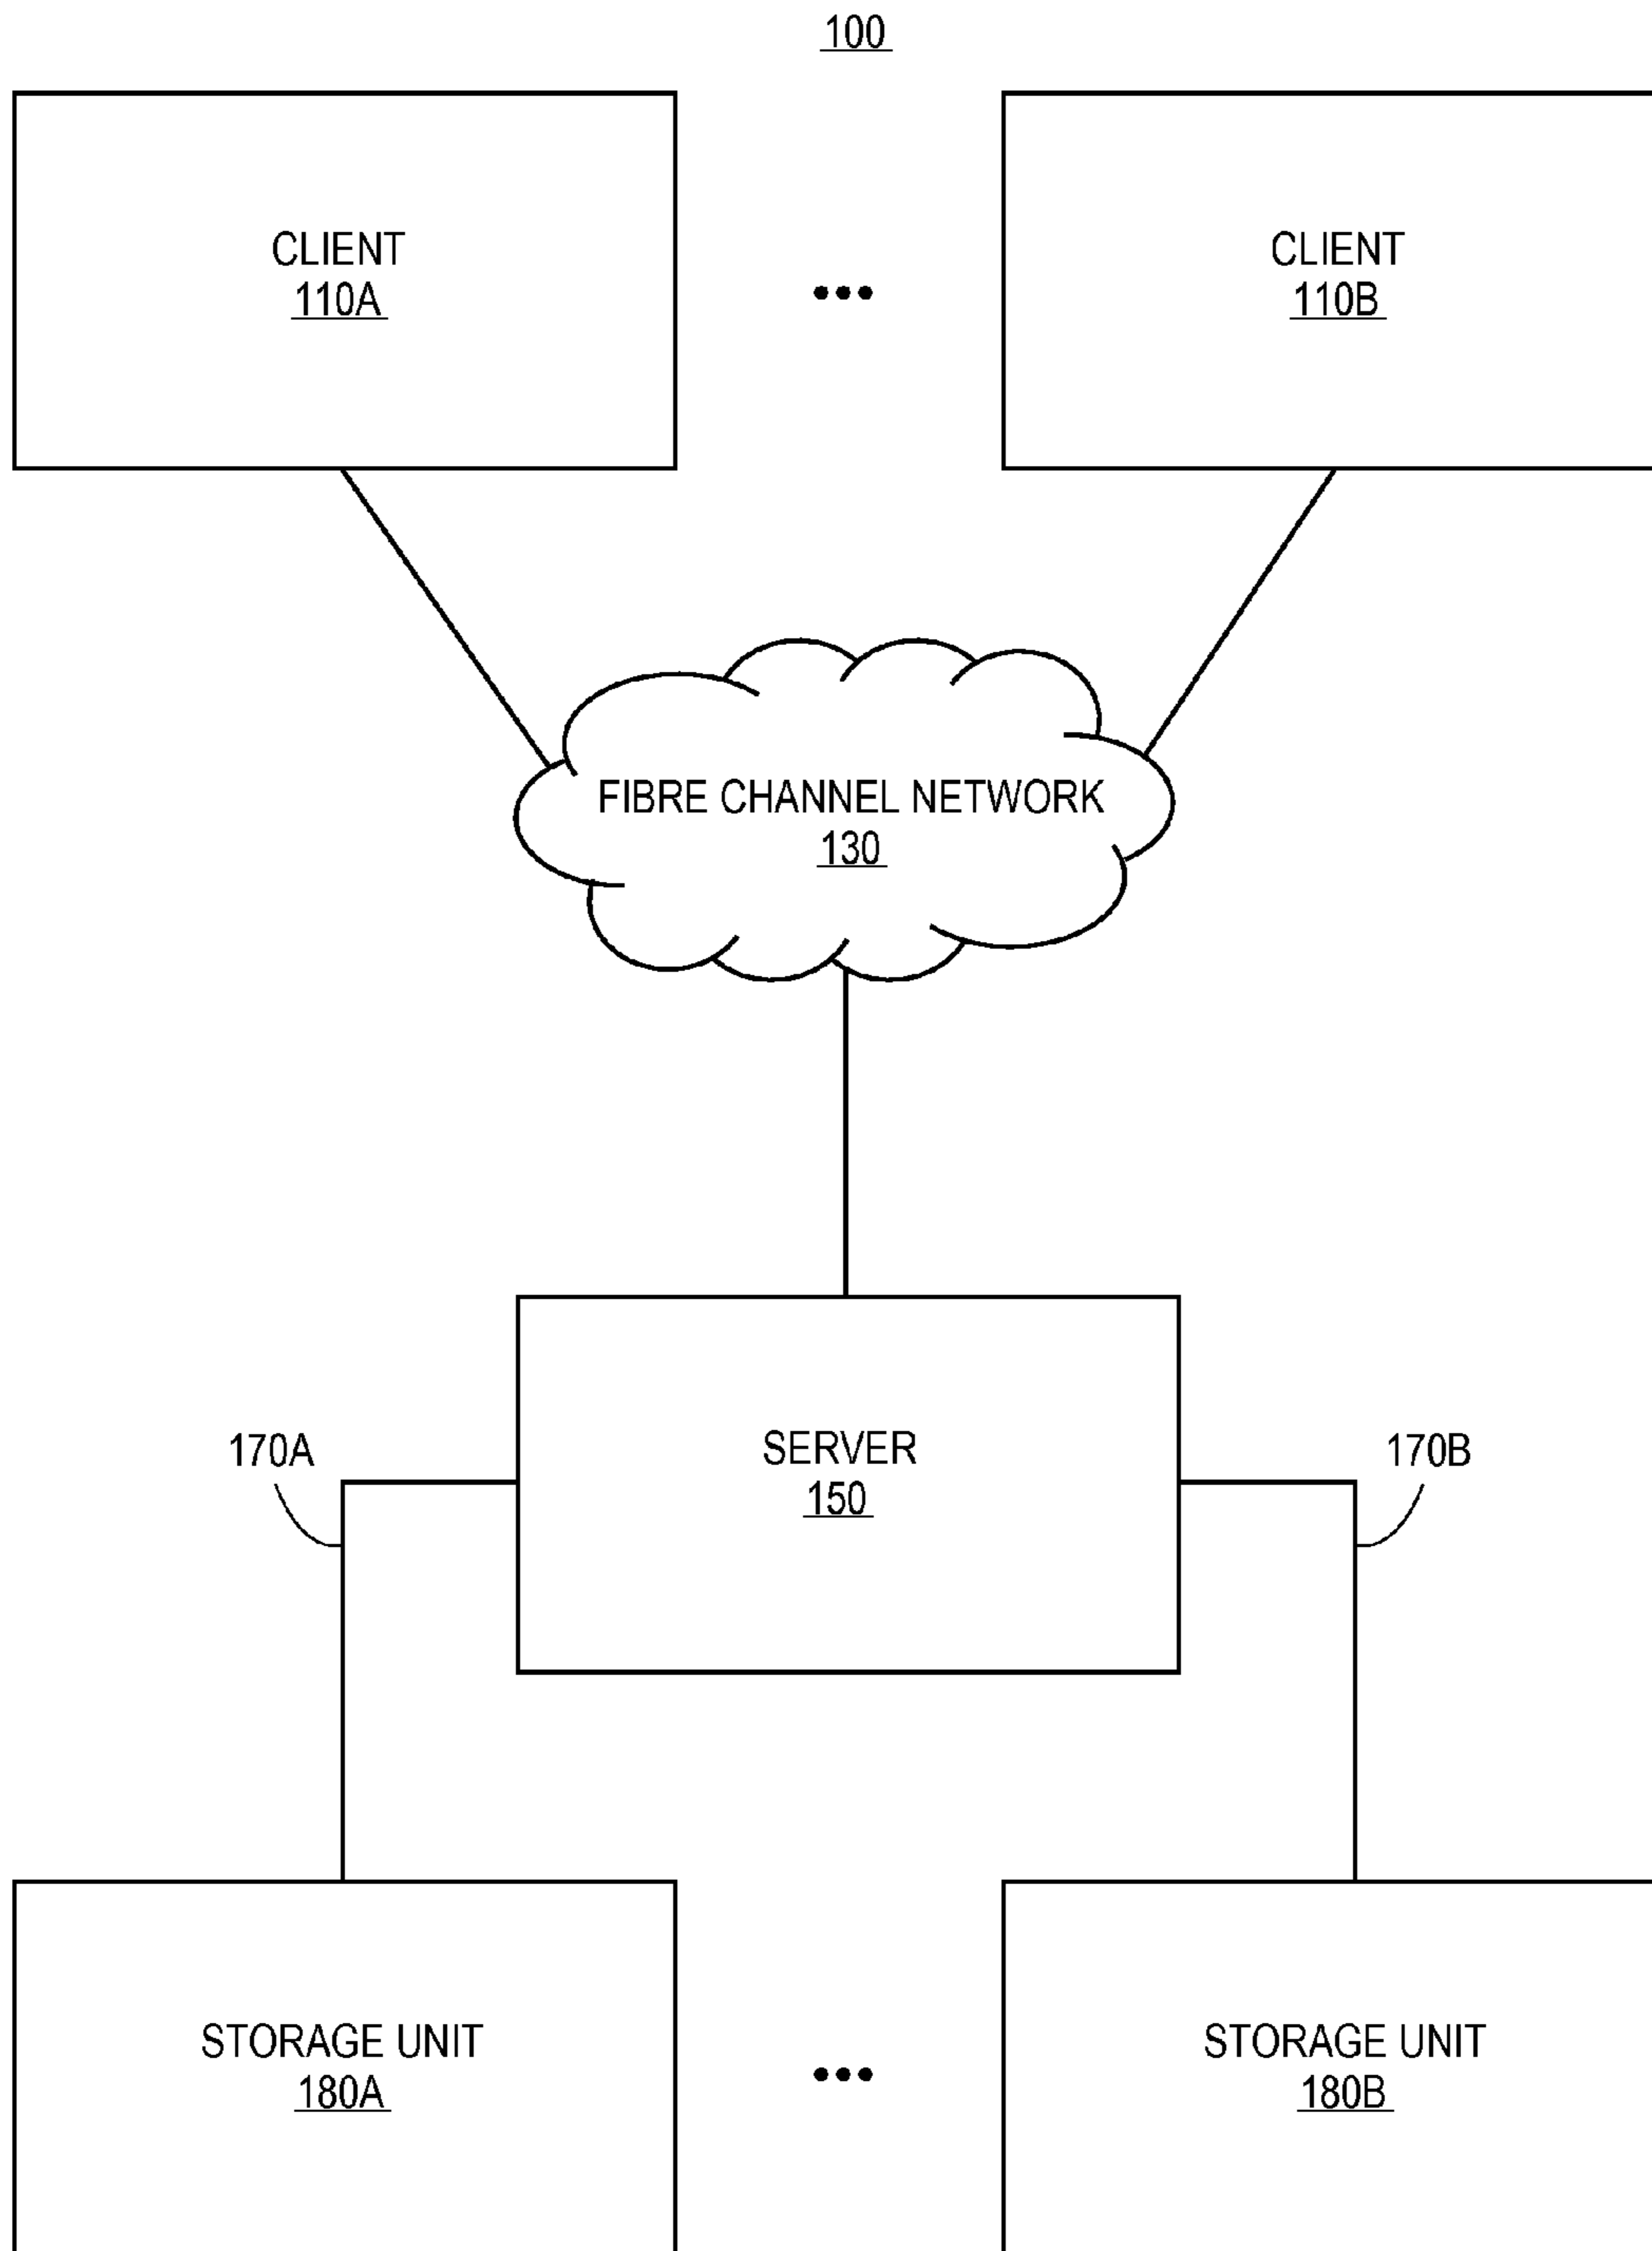 100
CLIENT
110A
CLIENT
110B
FIBRE CHANNEL NETWORK
130
170A
SERVER
150
170B
STORAGE UNIT
180A
STORAGE UNIT
180B